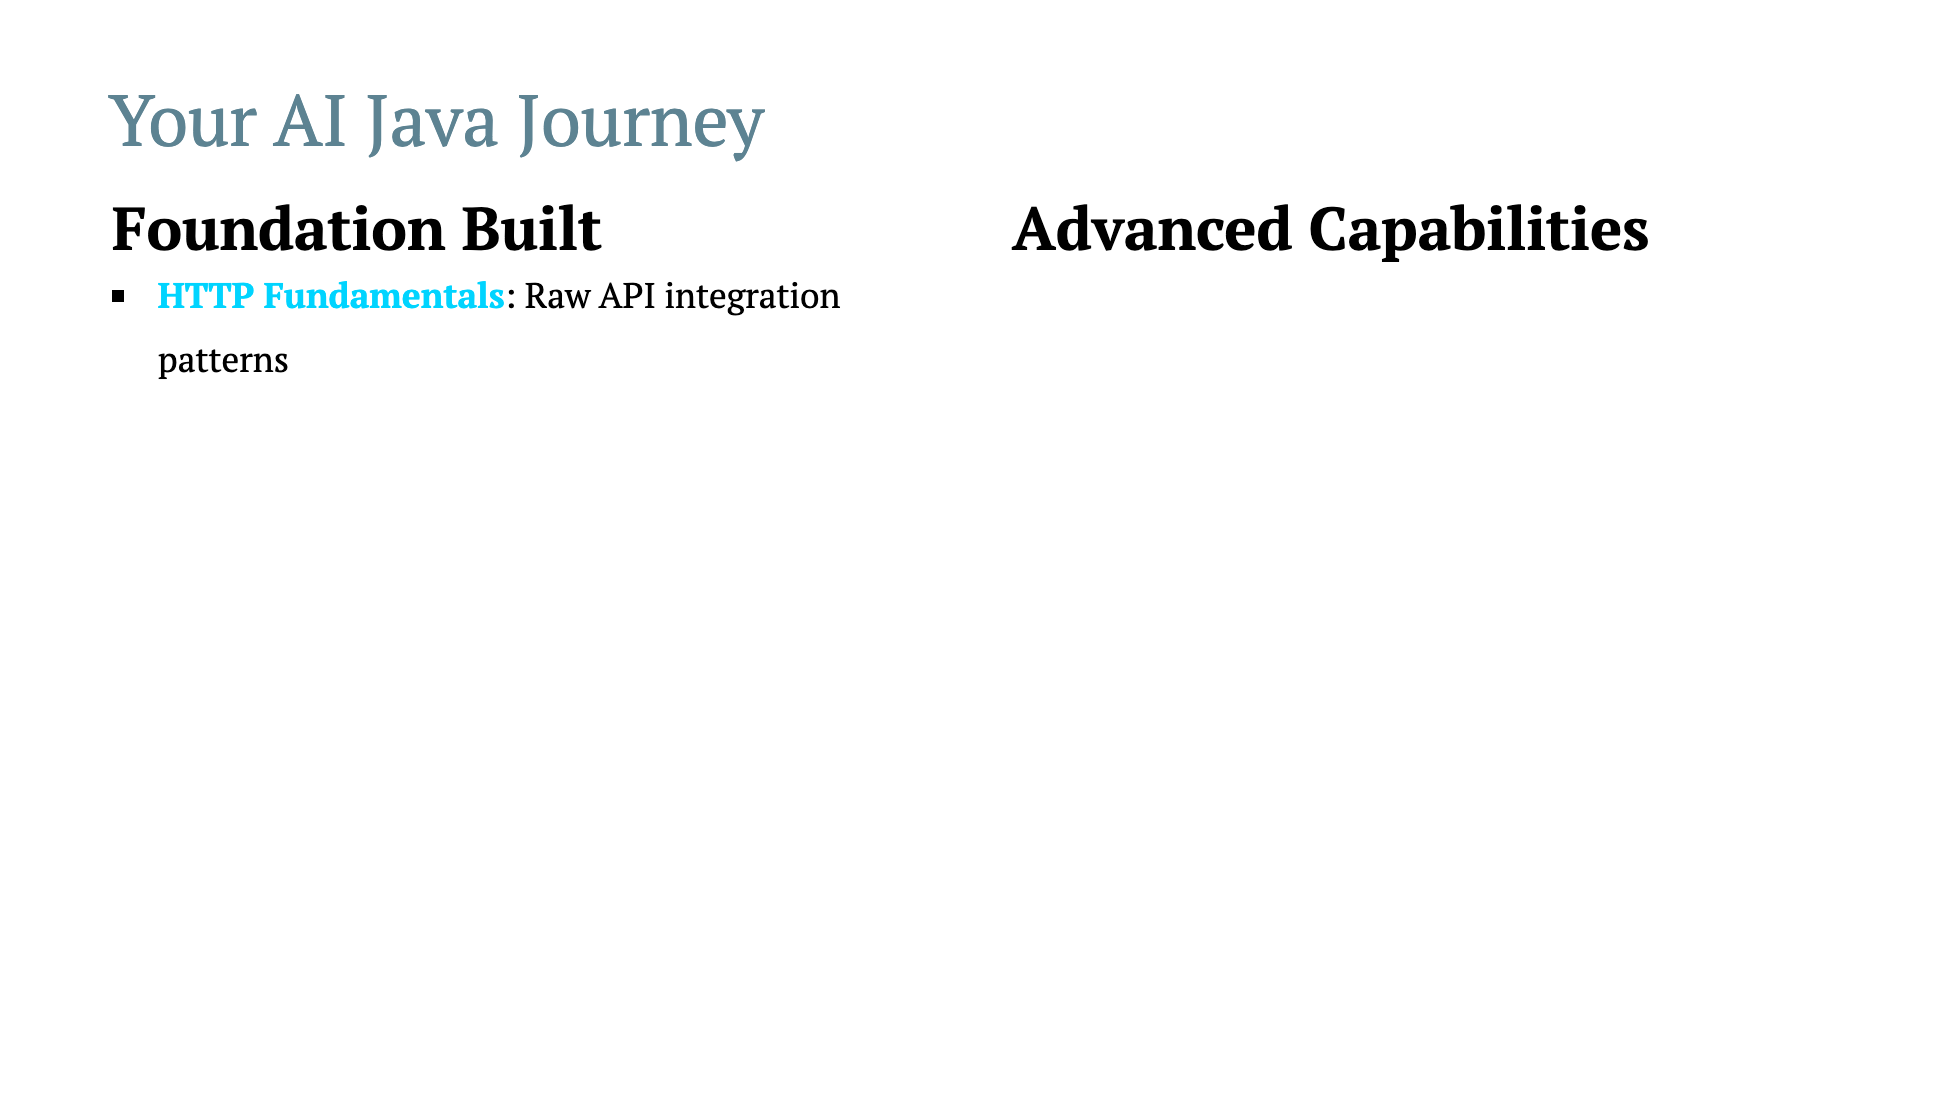 Your AI Java Journey
Foundation Built
▪ HTTP Fundamentals: Raw API integration
patterns
Advanced Capabilities